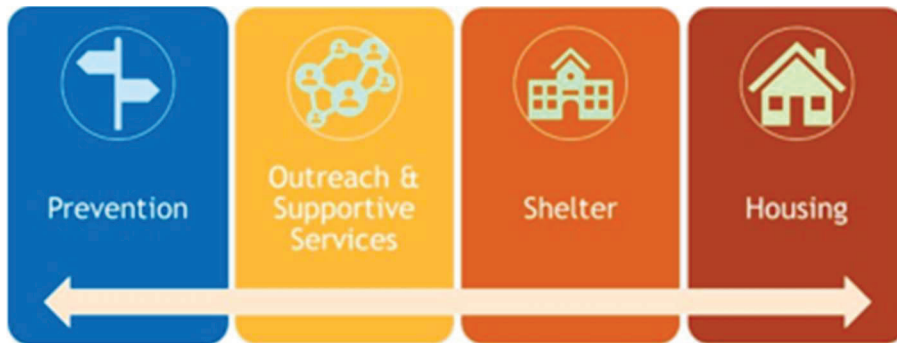 Prevention
Outreach &
Supportive
Services
Shelter
Housing